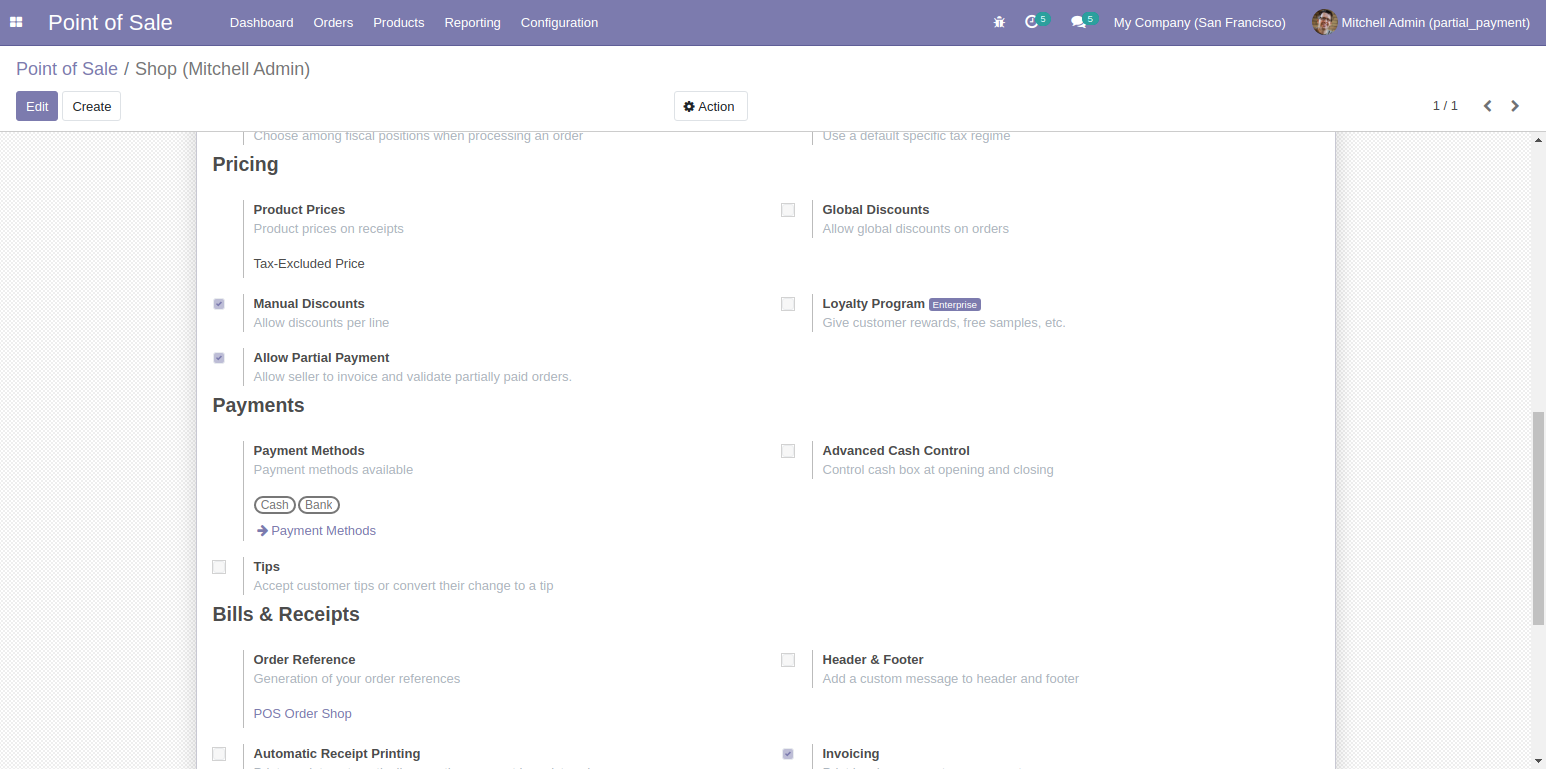 Point of Sale Dashboard Orders Products Reporting Configuration 5 5 My Company (San Francisco) Mitchell Admin (partial_payment)
Point of Sale / Shop (Mitchell Admin)
Edit Create Action 1 / 1
Choose among fiscal positions when processing an order Use a default specific tax regime
Pricing
Product Prices Global Discounts
Product prices on receipts Allow global discounts on orders
Tax-Excluded Price
Manual Discounts Loyalty Program Enterprise
Allow discounts per line Give customer rewards, free samples, etc.
Allow Partial Payment
Allow seller to invoice and validate partially paid orders.
Payments
Payment Methods Advanced Cash Control
Payment methods available Control cash box at opening and closing
Cash Bank
Payment Methods
Tips
Accept customer tips or convert their change to a tip
Bills & Receipts
Order Reference Header & Footer
Generation of your order references Add a custom message to header and footer
POS Order Shop
Automatic Receipt Printing Invoicing